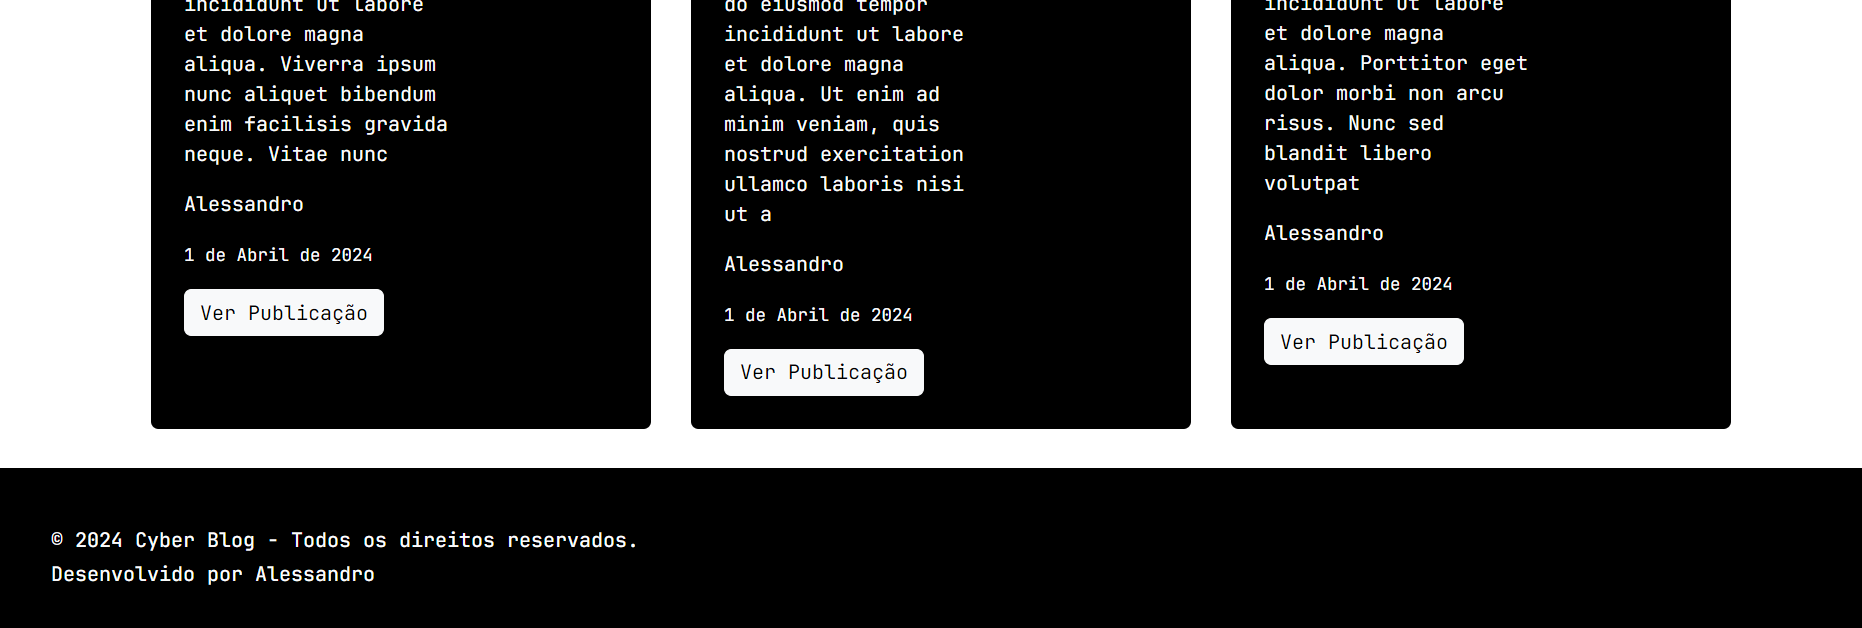 incididunt ut labore
et dolore magna
aliqua. Viverra ipsum
nunc aliquet bibendum
enim facilisis gravida
neque. Vitae nunc
Alessandro
1 de Abril de 2024
Ver Publicação
do eiusmod tempor
incididunt ut labore
et dolore magna
aliqua. Ut enim ad
minim veniam, quis
nostrud exercitation
ullamco laboris nisi
ut a
Alessandro
1 de Abril de 2024
Ver Publicação
incididunt ut labore
et dolore magna
aliqua. Porttitor eget
dolor morbi non arcu
risus. Nunc sed
blandit libero
volutpat
Alessandro
1 de Abril de 2024
Ver Publicação
© 2024 Cyber Blog - Todos os direitos reservados.
Desenvolvido por Alessandro